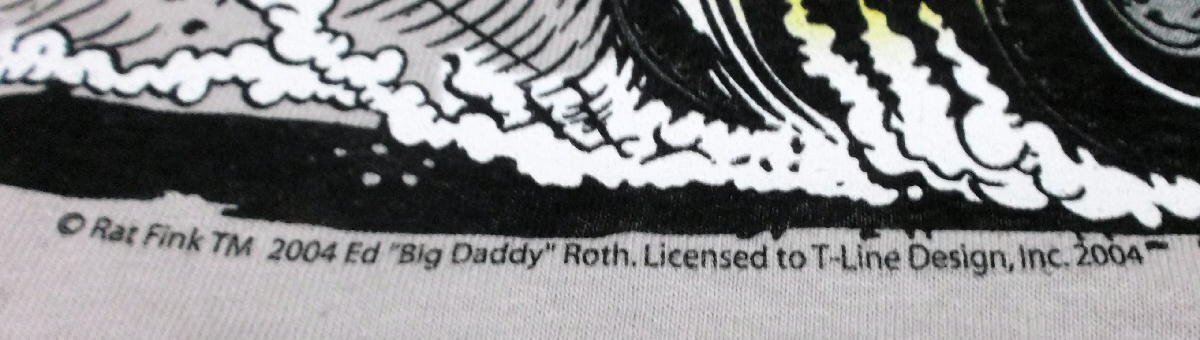 © Rat Fink TM 2004 Ed "Big Daddy" Roth. Licensed to T-Line Design, Inc. 2004